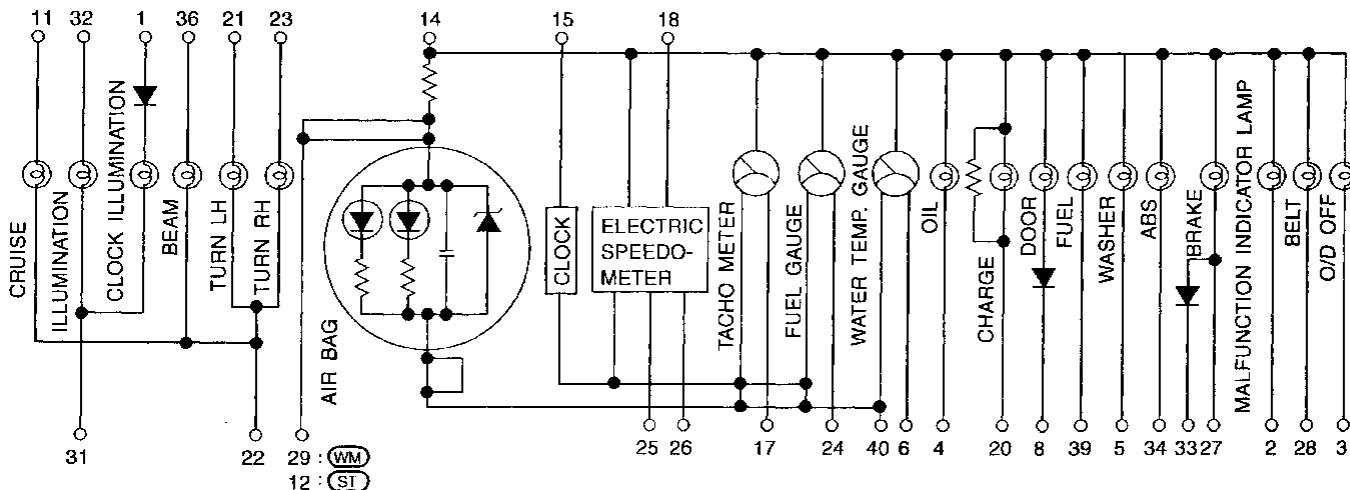 11 32 1 36 21 23 14 15 18
CRUISE
ILLUMINATION
CLOCK ILLUMINATION
BEAM
TURN LH
TURN RH
AIR BAG
CLOCK
ELECTRIC
SPEEDO-
METER
TACHO METER
FUEL GAUGE
WATER TEMP. GAUGE
OIL
CHARGE
DOOR
FUEL
WASHER
ABS
BRAKE
MALFUNCTION INDICATOR LAMP
BELT
O/D OFF
31 22 29 : WM 25 26 17 24 40 6 4 20 8 39 5 34 33 27 2 28 3
12 : ST